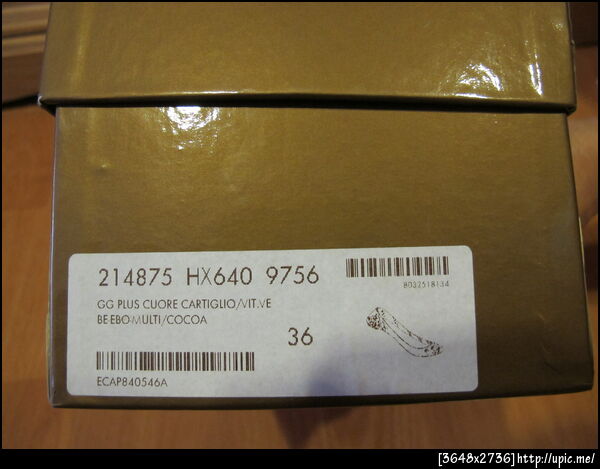 214875 HX640 9756
8032518134
GG PLUS CUORE CARTIGLIO/VIT.VE
BE-EBO-MULTI/COCOA
36
ECAP840546A
[3648x2736]http://upic.me/